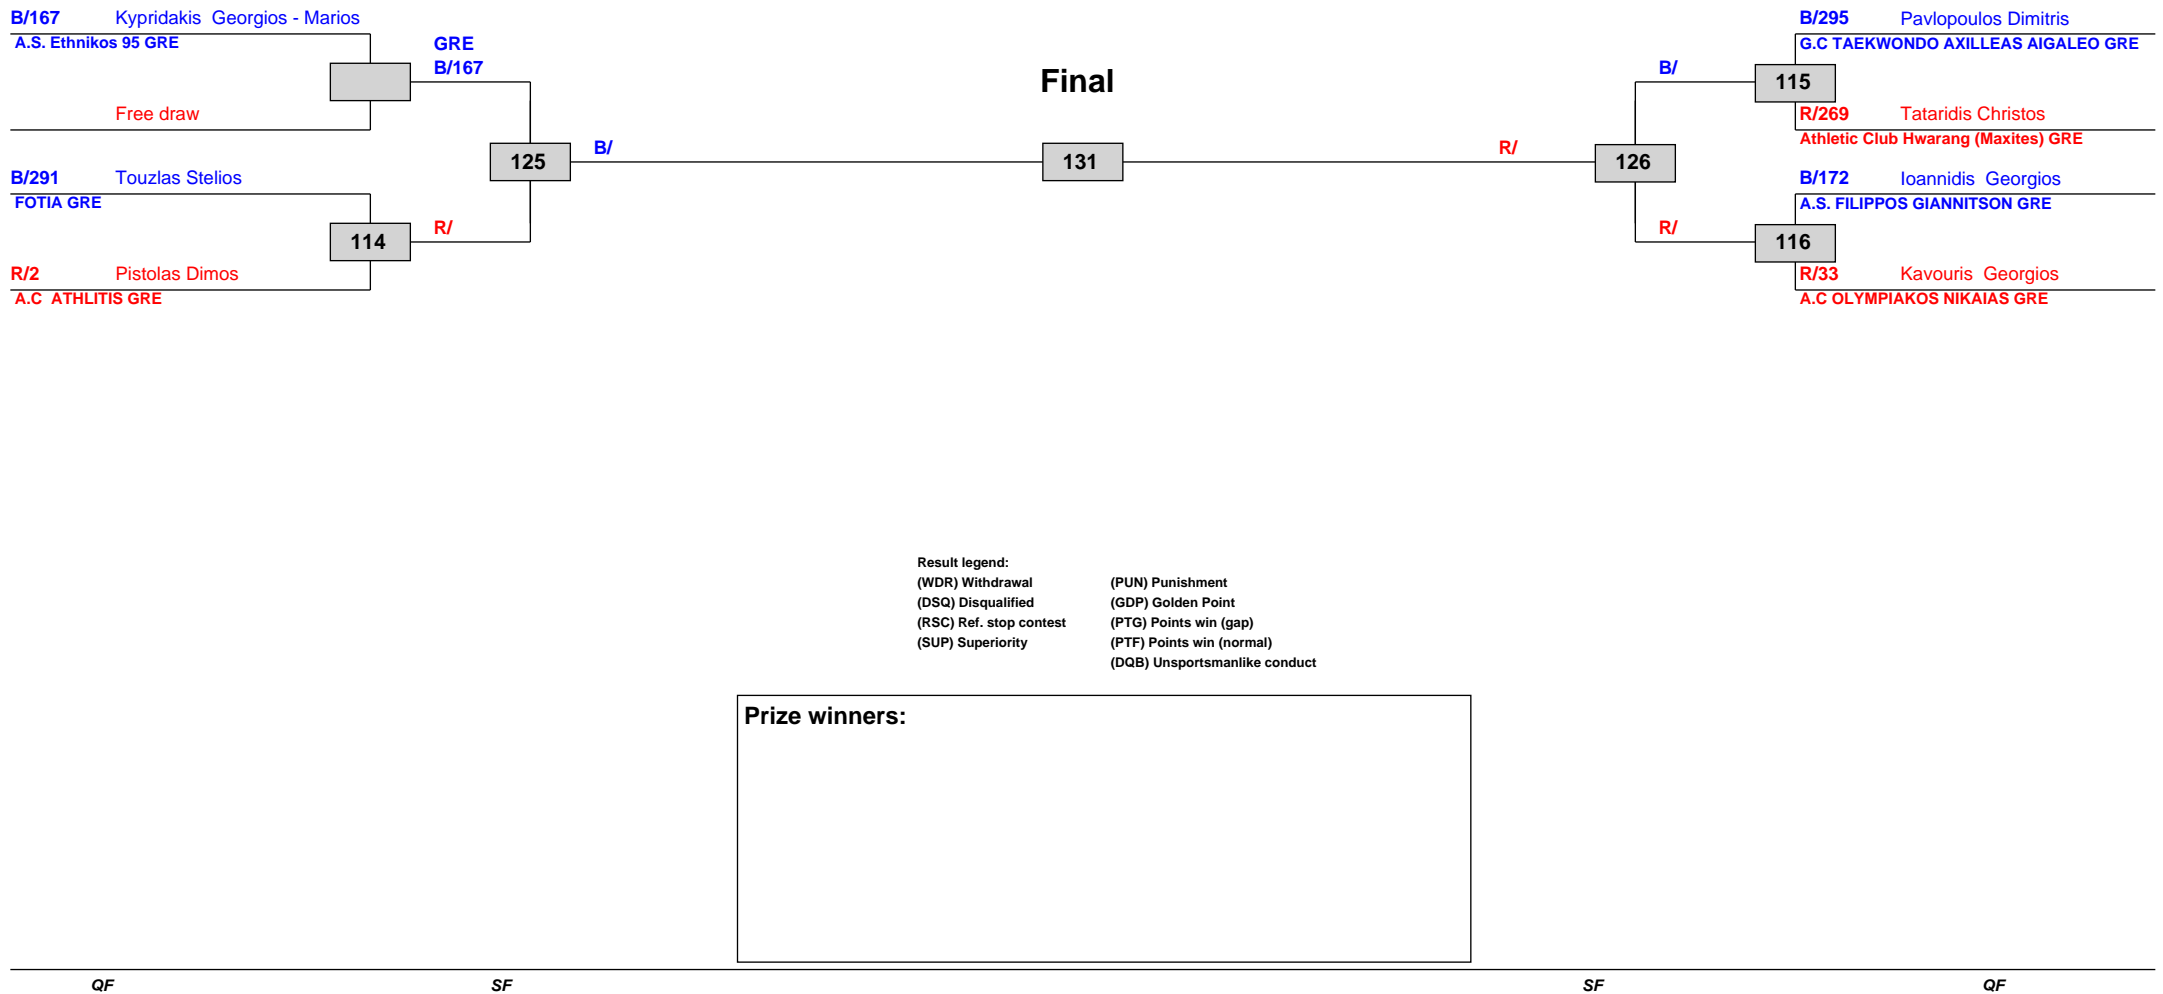 B/167 Kypridakis  Georgios - Marios
A.S. Ethnikos 95 GRE
Free draw
GRE
B/167
B/291 Touzlas Stelios
FOTIA GRE
114
R/2 Pistolas Dimos
A.C  ATHLITIS GRE
R/
125
B/
Final
131
R/
126
B/
R/
B/295 Pavlopoulos Dimitris
G.C TAEKWONDO AXILLEAS AIGALEO GRE
115
R/269 Tataridis Christos
Athletic Club Hwarang (Maxites) GRE
B/172 Ioannidis  Georgios
A.S. FILIPPOS GIANNITSON GRE
116
R/33 Kavouris  Georgios
A.C OLYMPIAKOS NIKAIAS GRE
Result legend:
(WDR) Withdrawal (PUN) Punishment
(DSQ) Disqualified (GDP) Golden Point
(RSC) Ref. stop contest (PTG) Points win (gap)
(SUP) Superiority (PTF) Points win (normal)
(DQB) Unsportsmanlike conduct
Prize winners:
QF SF SF QF